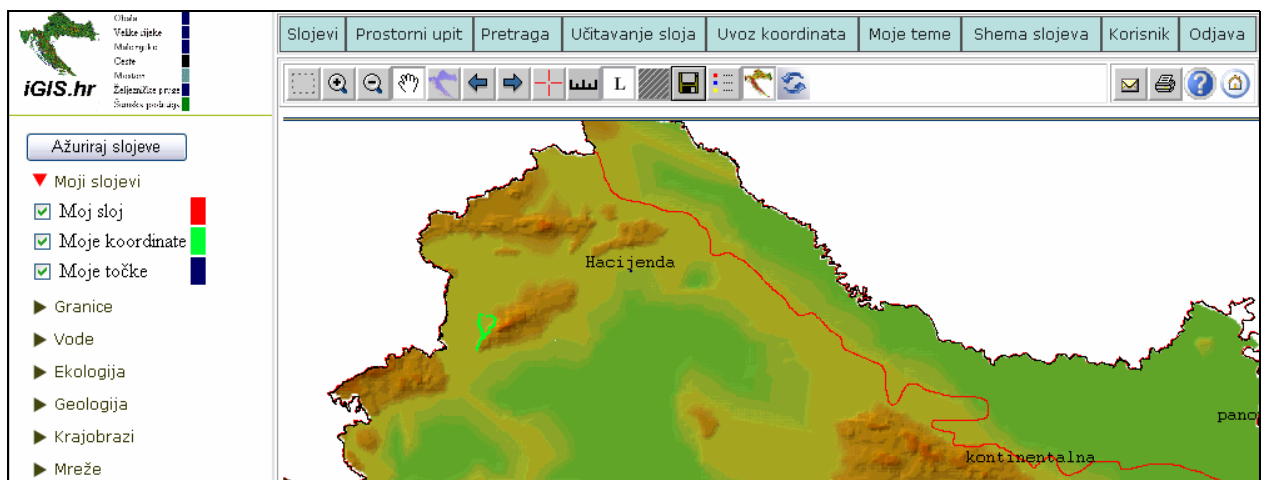 Obala
Velike rijeke
Ceste
Mostovi
Željezničke pruge
Šumska područja
iGIS.hr
Slojevi
Prostorni upit
Pretraga
Učitavanje sloja
Uvoz koordinata
Moje teme
Shema slojeva
Korisnik
Odjava
L
?
Ažuriraj slojeve
Moji slojevi
Moj sloj
Moje koordinate
Moje točke
Granice
Vode
Ekologija
Geologija
Krajobrazi
Mreže
Hacijenda
pano
kontinentalna